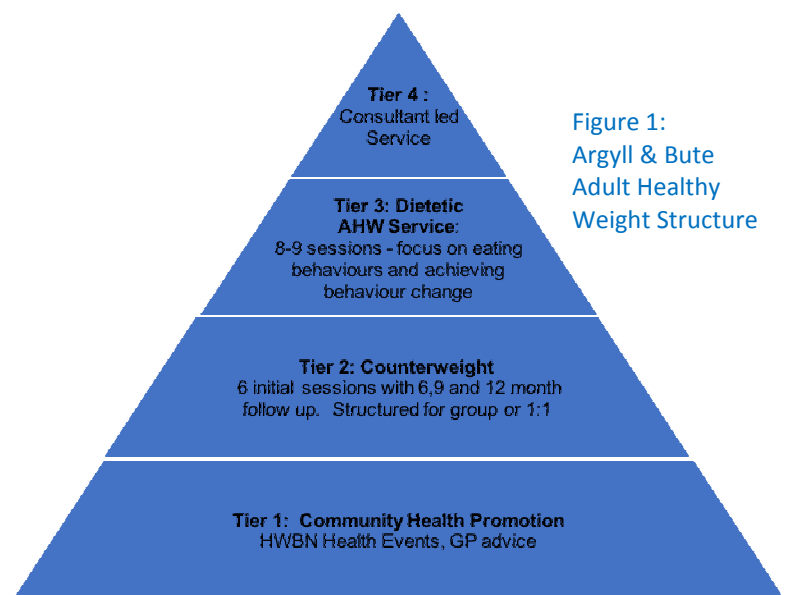 Tier 4 :
Consultant led
Service
Figure 1:
Argyll & Bute
Adult Healthy
Weight Structure
Tier 3: Dietetic
AHW Service:
8-9 sessions - focus on eating
behaviours and achieving
behaviour change
Tier 2: Counterweight
6 initial sessions with 6,9 and 12 month
follow up. Structured for group or 1:1
Tier 1: Community Health Promotion
HWBN Health Events, GP advice